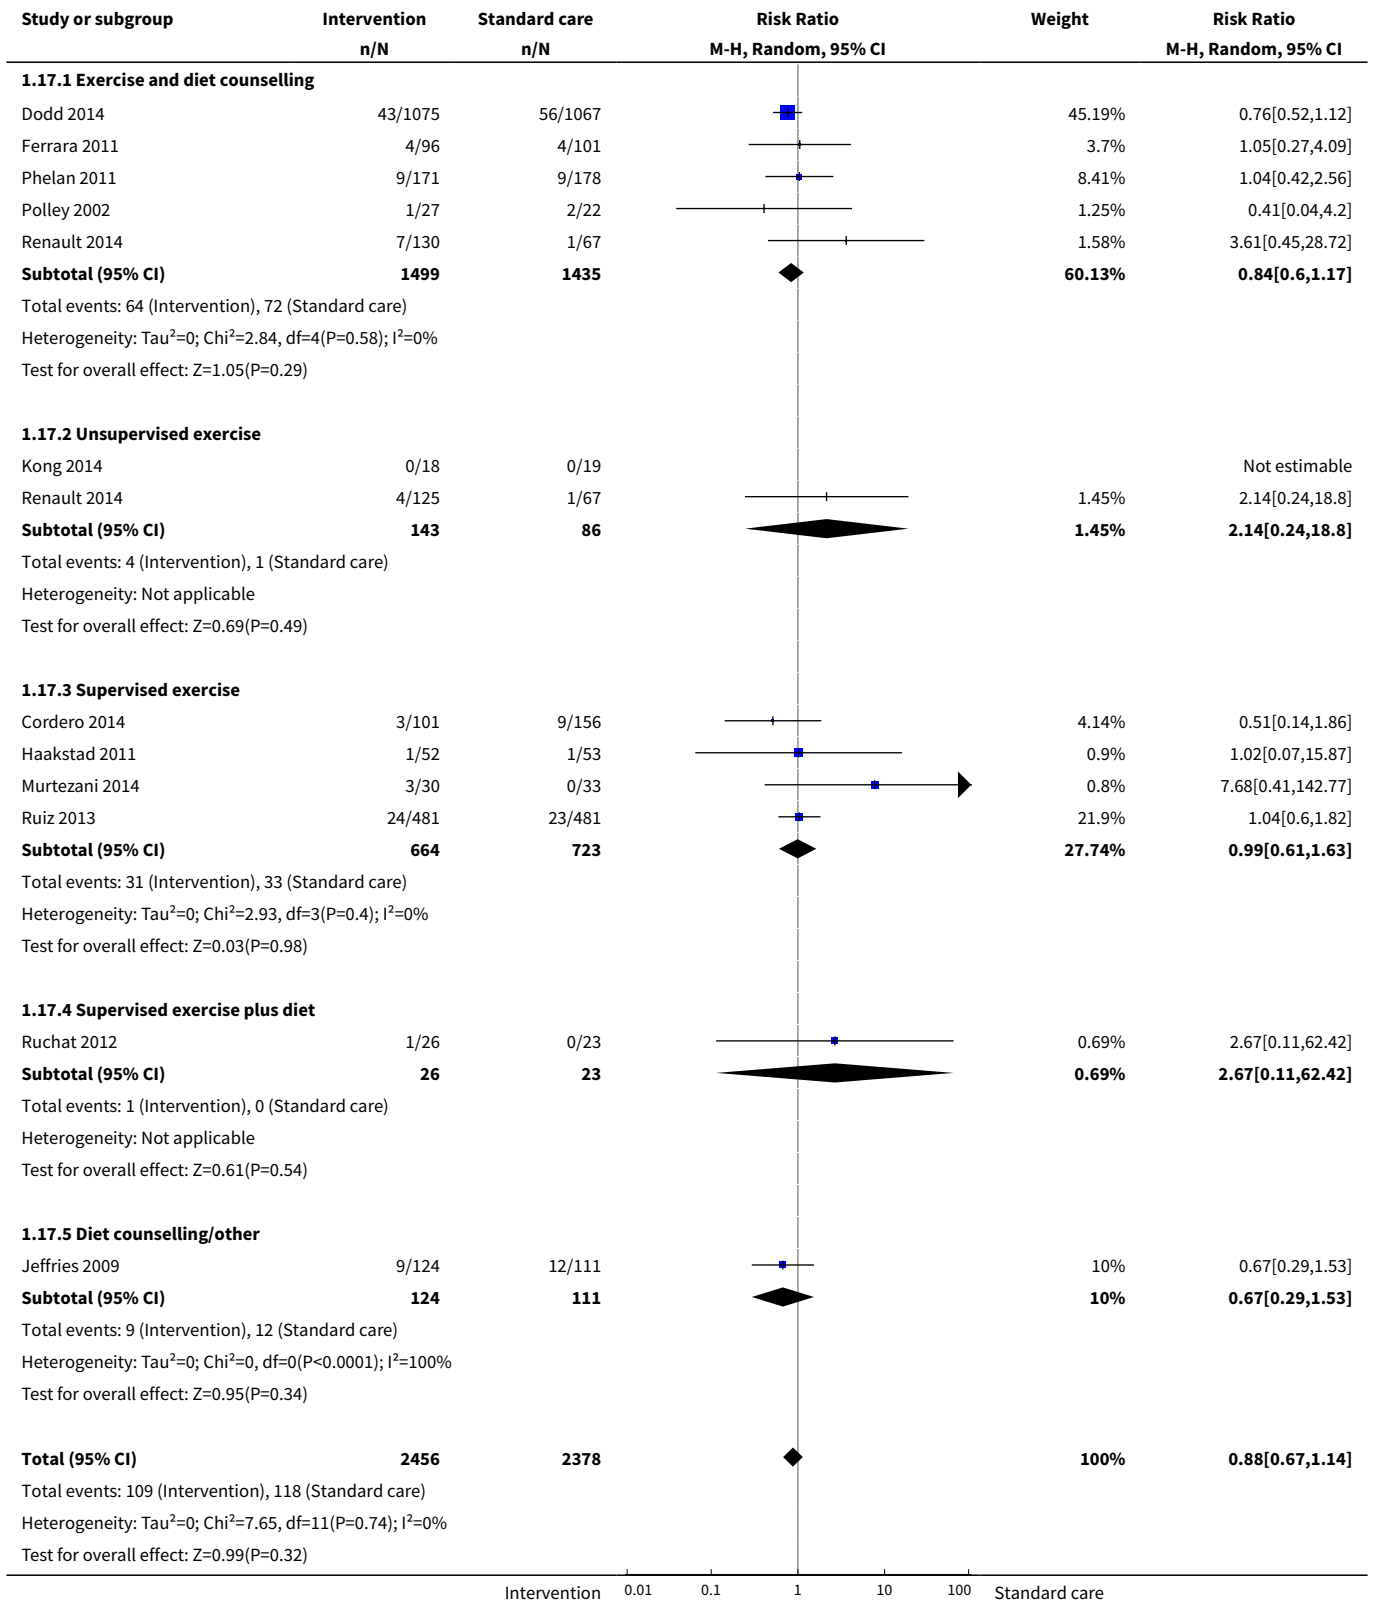 Study or subgroup Intervention Standard care Risk Ratio Weight Risk Ratio
n/N n/N M-H, Random, 95% CI M-H, Random, 95% CI
1.17.1 Exercise and diet counselling
Dodd 2014 43/1075 56/1067 45.19% 0.76[0.52,1.12]
Ferrara 2011 4/96 4/101 3.7% 1.05[0.27,4.09]
Phelan 2011 9/171 9/178 8.41% 1.04[0.42,2.56]
Polley 2002 1/27 2/22 1.25% 0.41[0.04,4.2]
Renault 2014 7/130 1/67 1.58% 3.61[0.45,28.72]
Subtotal (95% CI) 1499 1435 60.13% 0.84[0.6,1.17]
Total events: 64 (Intervention), 72 (Standard care)
Heterogeneity: Tau²=0; Chi²=2.84, df=4(P=0.58); I²=0%
Test for overall effect: Z=1.05(P=0.29)
1.17.2 Unsupervised exercise
Kong 2014 0/18 0/19 Not estimable
Renault 2014 4/125 1/67 1.45% 2.14[0.24,18.8]
Subtotal (95% CI) 143 86 1.45% 2.14[0.24,18.8]
Total events: 4 (Intervention), 1 (Standard care)
Heterogeneity: Not applicable
Test for overall effect: Z=0.69(P=0.49)
1.17.3 Supervised exercise
Cordero 2014 3/101 9/156 4.14% 0.51[0.14,1.86]
Haakstad 2011 1/52 1/53 0.9% 1.02[0.07,15.87]
Murtezani 2014 3/30 0/33 0.8% 7.68[0.41,142.77]
Ruiz 2013 24/481 23/481 21.9% 1.04[0.6,1.82]
Subtotal (95% CI) 664 723 27.74% 0.99[0.61,1.63]
Total events: 31 (Intervention), 33 (Standard care)
Heterogeneity: Tau²=0; Chi²=2.93, df=3(P=0.4); I²=0%
Test for overall effect: Z=0.03(P=0.98)
1.17.4 Supervised exercise plus diet
Ruchat 2012 1/26 0/23 0.69% 2.67[0.11,62.42]
Subtotal (95% CI) 26 23 0.69% 2.67[0.11,62.42]
Total events: 1 (Intervention), 0 (Standard care)
Heterogeneity: Not applicable
Test for overall effect: Z=0.61(P=0.54)
1.17.5 Diet counselling/other
Jeffries 2009 9/124 12/111 10% 0.67[0.29,1.53]
Subtotal (95% CI) 124 111 10% 0.67[0.29,1.53]
Total events: 9 (Intervention), 12 (Standard care)
Heterogeneity: Tau²=0; Chi²=0, df=0(P<0.0001); I²=100%
Test for overall effect: Z=0.95(P=0.34)
Total (95% CI) 2456 2378 100% 0.88[0.67,1.14]
Total events: 109 (Intervention), 118 (Standard care)
Heterogeneity: Tau²=0; Chi²=7.65, df=11(P=0.74); I²=0%
Test for overall effect: Z=0.99(P=0.32)
Intervention 0.01 0.1 1 10 100 Standard care